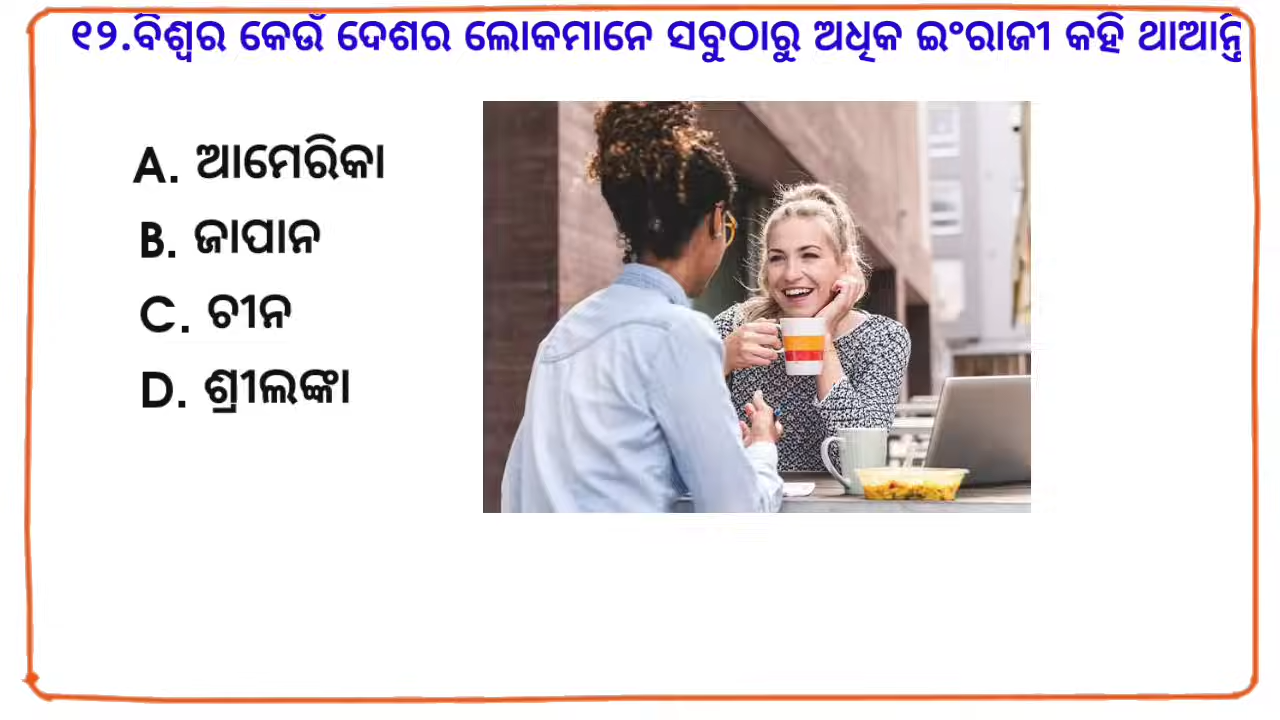 ୧୨.ବିଶ୍ୱର କେଉଁ ଦେଶର ଲୋକମାନେ ସବୁଠାରୁ ଅଧିକ ଇଂରାଜୀ କହି ଥାଆନ୍ତି
A. ଆମେରିକା
B. ଜାପାନ
C. ଚୀନ
D. ଶ୍ରୀଲଙ୍କା